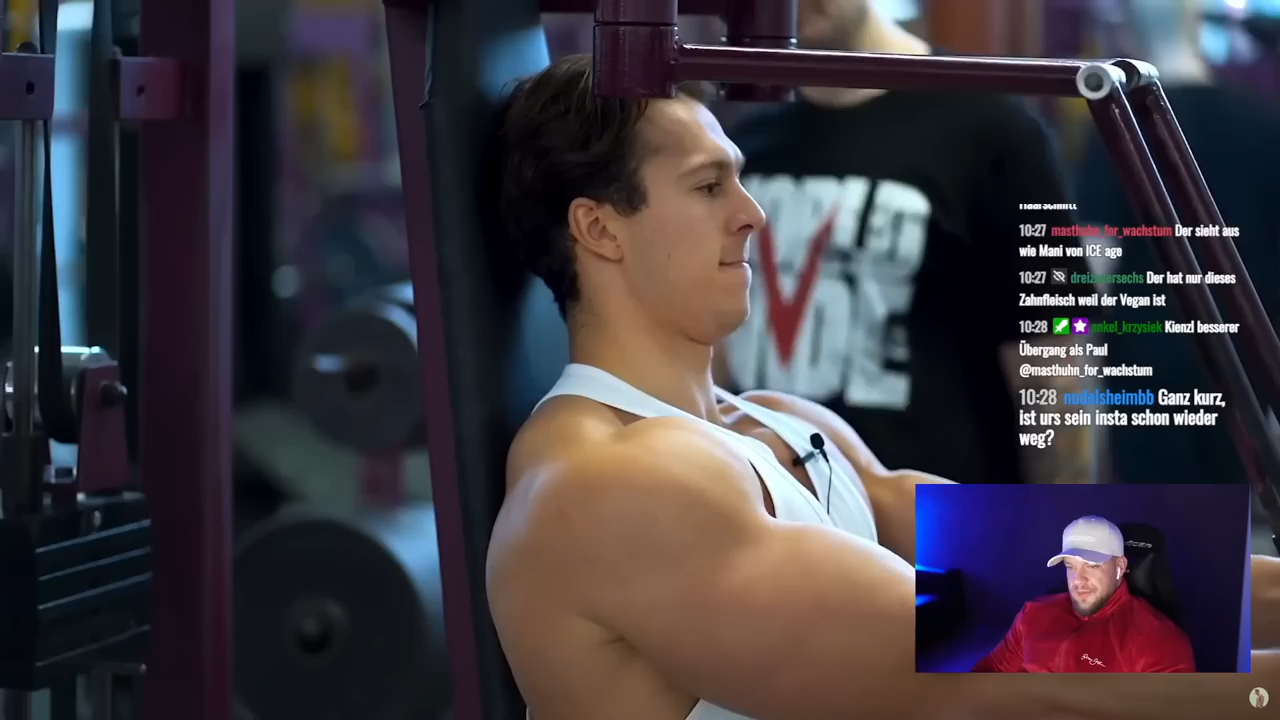 10:27 masthuhn_for_wachstum Der sieht aus
wie Mani von ICE age
10:27 Der hat nur dieses
Zahnfleisch weil der Vegan ist
10:28 onkel_krzysiek Kienzl besserer
Übergang als Paul
@masthuhn_for_wachstum
10:28 nudelsheimbb Ganz kurz,
ist urs sein insta schon wieder
weg?